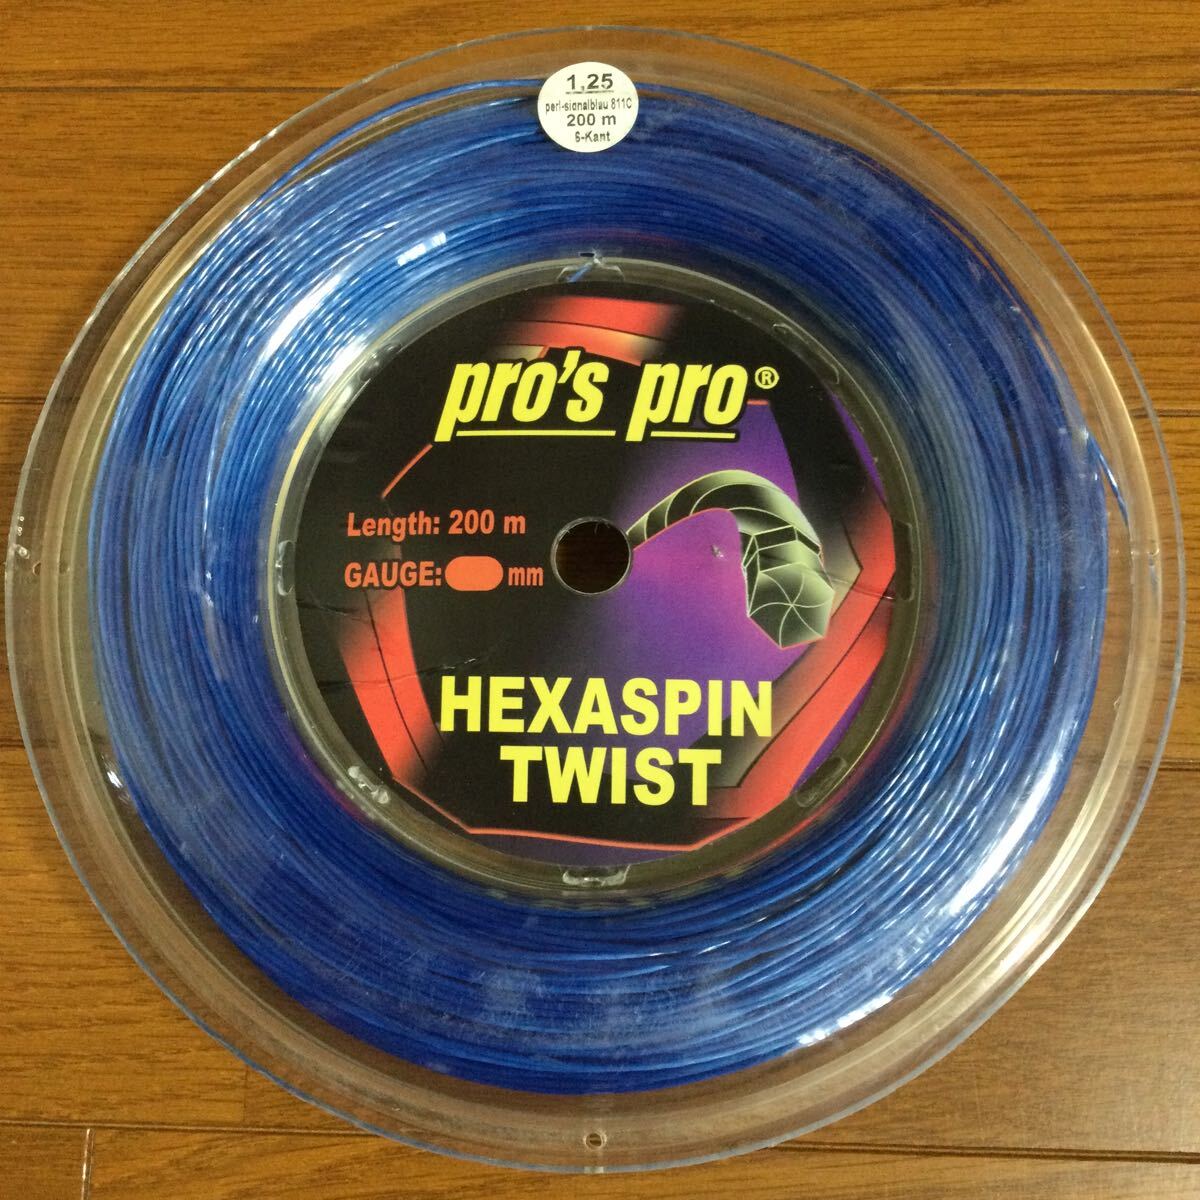 1,25
perl-signalblau 811C
200 m
6-Kant
pro's pro®
Length: 200 m
GAUGE: mm
HEXASPIN
TWIST